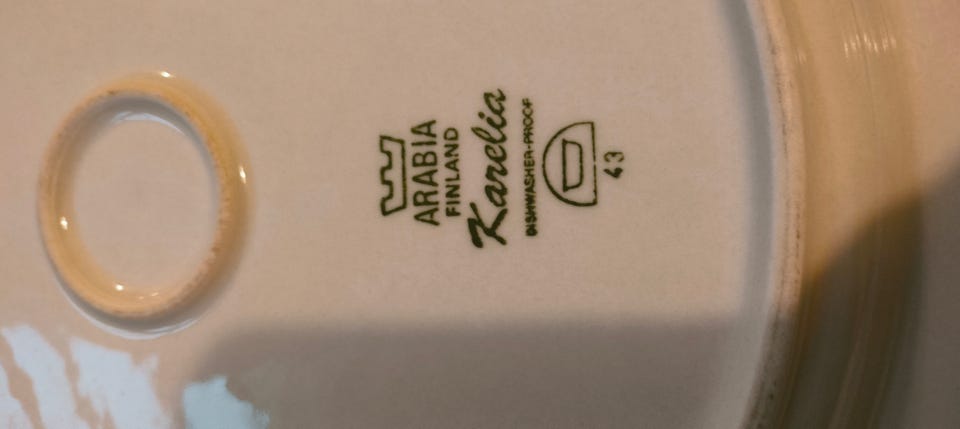 ARABIA
FINLAND
Karelia
DISHWASHER-PROOF
43